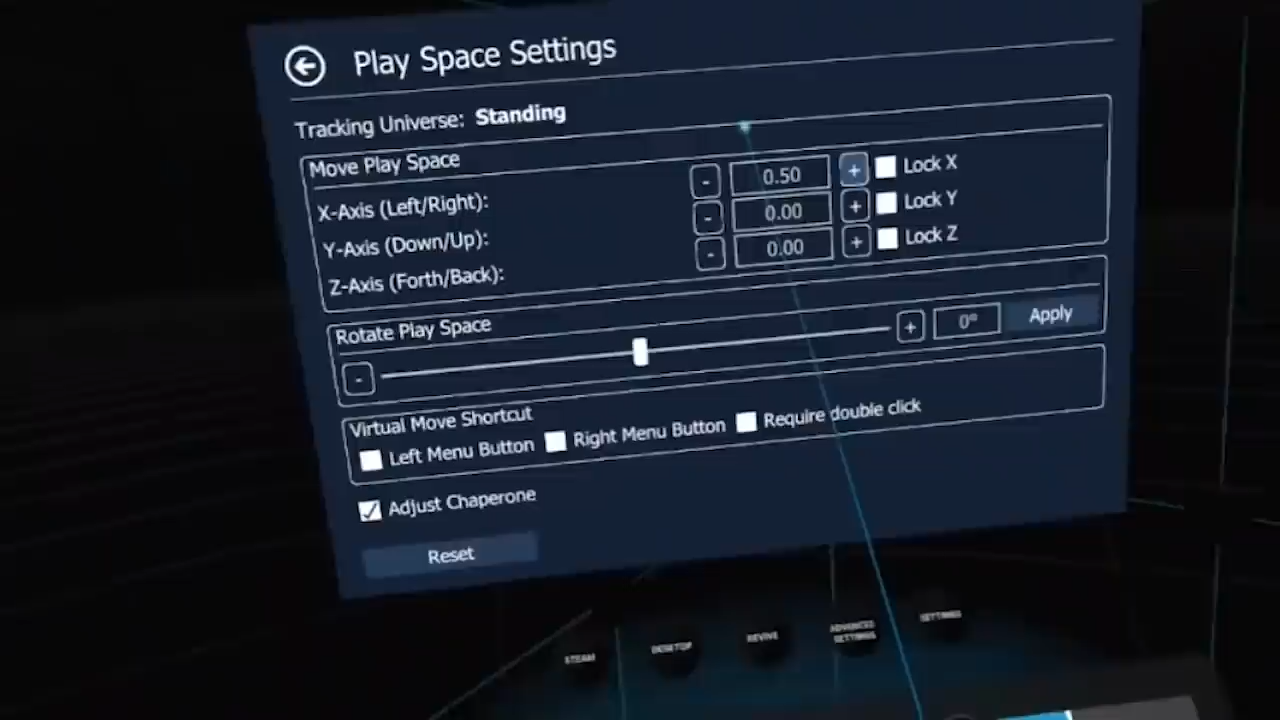 Play Space Settings
Tracking Universe: Standing
Move Play Space
X-Axis (Left/Right): - 0.50 + Lock X
Y-Axis (Down/Up): - 0.00 + Lock Y
Z-Axis (Forth/Back): - 0.00 + Lock Z
Rotate Play Space
- + 0° Apply
Virtual Move Shortcut
Left Menu Button Right Menu Button Require double click
Adjust Chaperone
Reset
STEAM DESKTOP REVIVE ADVANCED SETTINGS SETTINGS